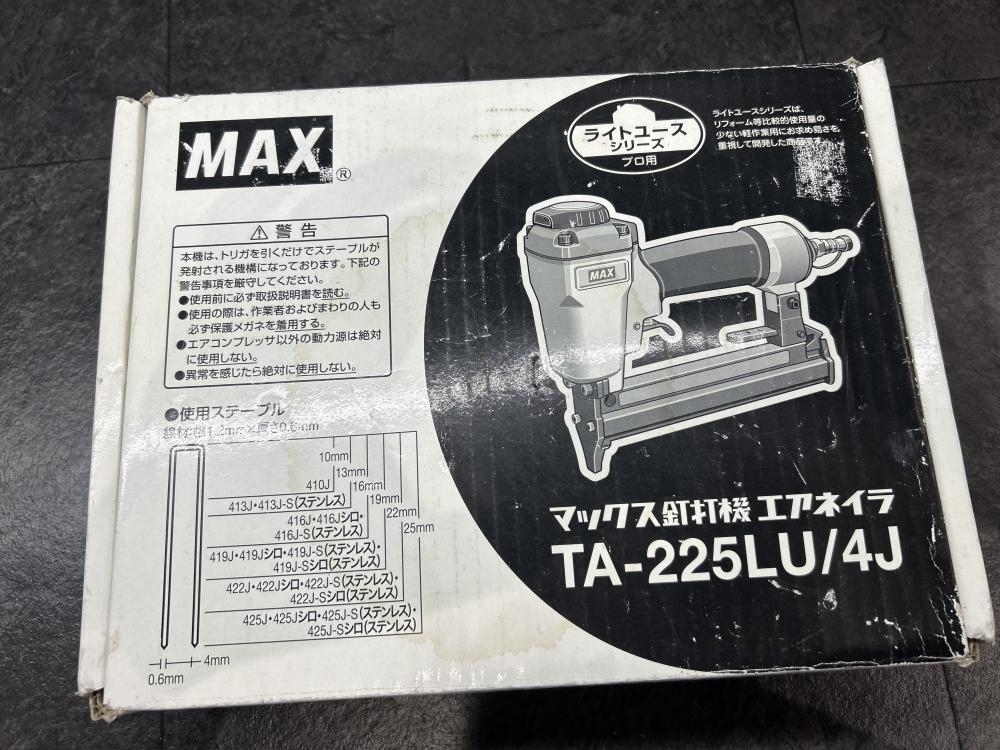 MAX®
ライトユース
シリーズ
プロ用
ライトユースシリーズは、
リフォーム等比較的使用量の
少ない軽作業用にお求め易さを
重視して開発した商品です。
⚠警告
本機は、トリガを引くだけでステープルが
発射される機構になっております。下記の
警告事項を厳守してください。
●使用前に必ず取扱説明書を読む。
●使用の際は、作業者およびまわりの人も
必ず保護メガネを着用する。
●エアコンプレッサ以外の動力源は絶対
に使用しない。
●異常を感じたら絶対に使用しない。
MAX
●使用ステープル
線材:巾1.2mm×厚さ0.6mm
10mm
410J
13mm
413J・413J-S(ステンレス)
16mm
416J・416Jシロ・
416J-S(ステンレス)
19mm
419J・419Jシロ・419J-S(ステンレス)・
419J-Sシロ(ステンレス)
22mm
422J・422Jシロ・422J-S(ステンレス)・
422J-Sシロ(ステンレス)
25mm
425J・425Jシロ・425J-S(ステンレス)・
425J-Sシロ(ステンレス)
4mm
0.6mm
マックス釘打機 エアネイラ
TA-225LU/4J